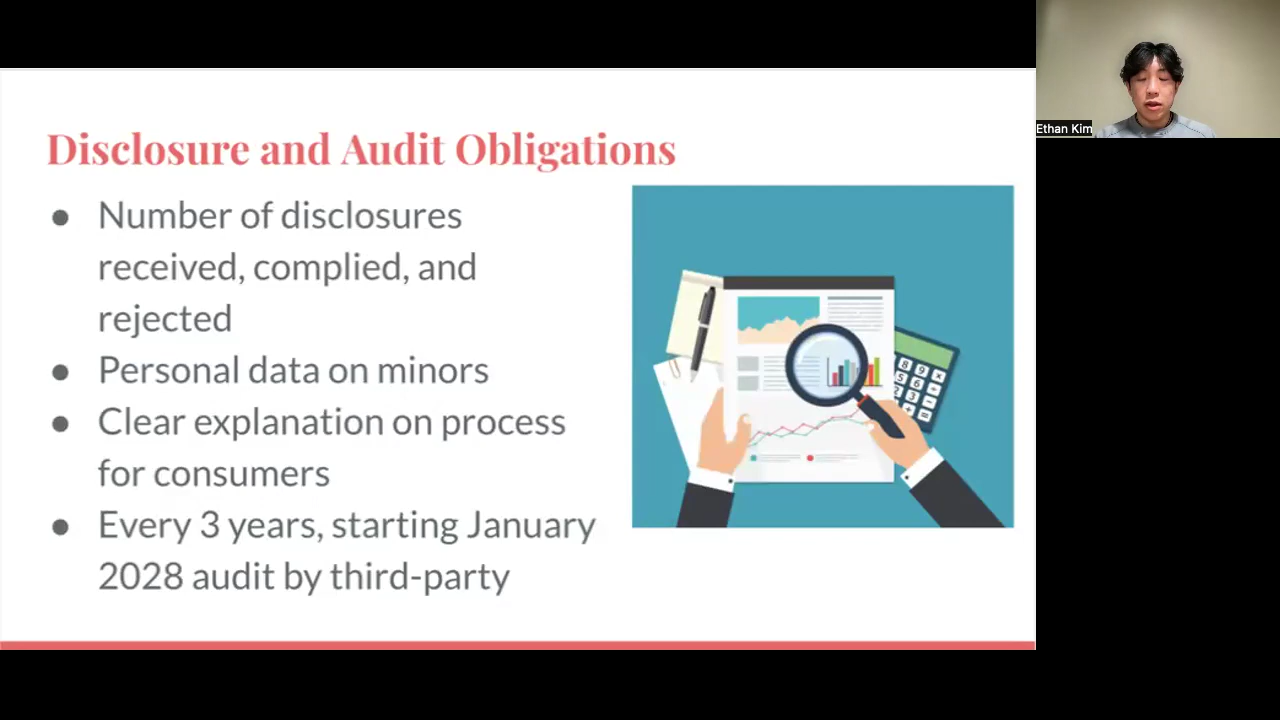 Disclosure and Audit Obligations
● Number of disclosures
received, complied, and
rejected
● Personal data on minors
● Clear explanation on process
for consumers
● Every 3 years, starting January
2028 audit by third-party
Ethan Kim